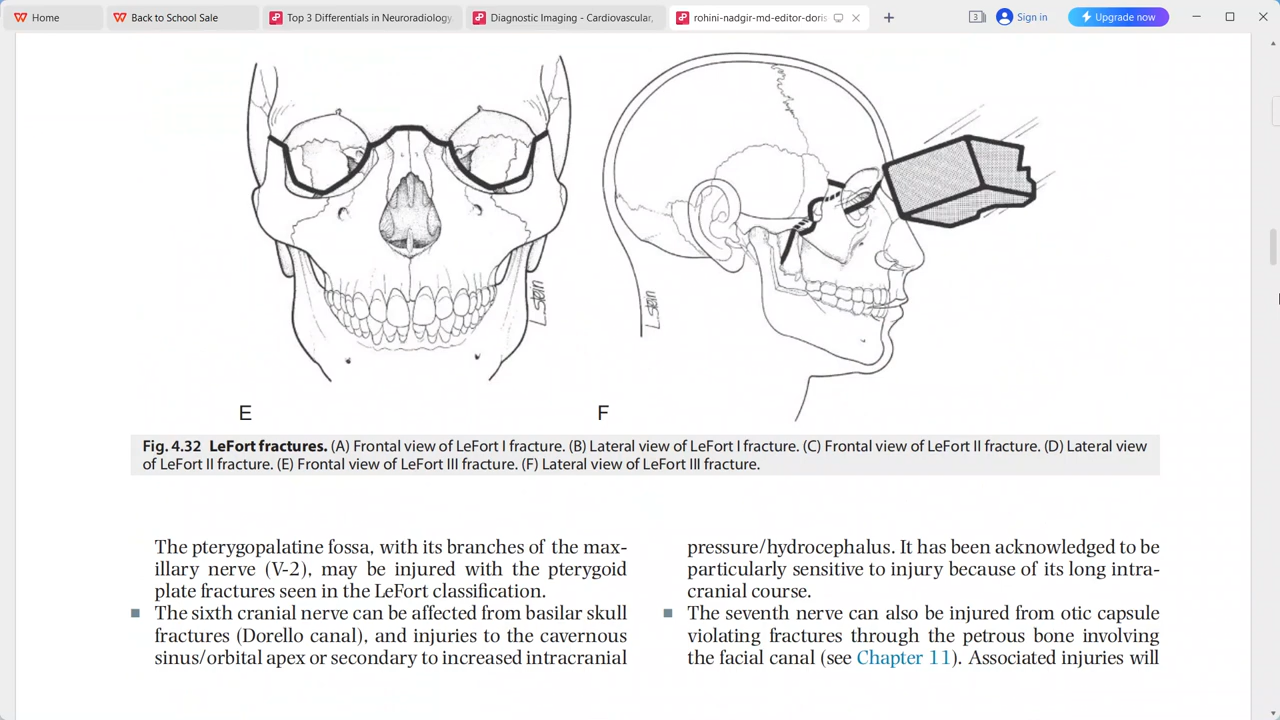 Home
Back to School Sale
Top 3 Differentials in Neuroradiology
Diagnostic Imaging - Cardiovascular,
rohini-nadgir-md-editor-doris
3
Sign in
Upgrade now
L. Stein
L. Stein
E
F
Fig. 4.32 LeFort fractures. (A) Frontal view of LeFort I fracture. (B) Lateral view of LeFort I fracture. (C) Frontal view of LeFort II fracture. (D) Lateral view
of LeFort II fracture. (E) Frontal view of LeFort III fracture. (F) Lateral view of LeFort III fracture.
The pterygopalatine fossa, with its branches of the max-
illary nerve (V-2), may be injured with the pterygoid
plate fractures seen in the LeFort classification.
The sixth cranial nerve can be affected from basilar skull
fractures (Dorello canal), and injuries to the cavernous
sinus/orbital apex or secondary to increased intracranial
pressure/hydrocephalus. It has been acknowledged to be
particularly sensitive to injury because of its long intra-
cranial course.
The seventh nerve can also be injured from otic capsule
violating fractures through the petrous bone involving
the facial canal (see Chapter 11). Associated injuries will